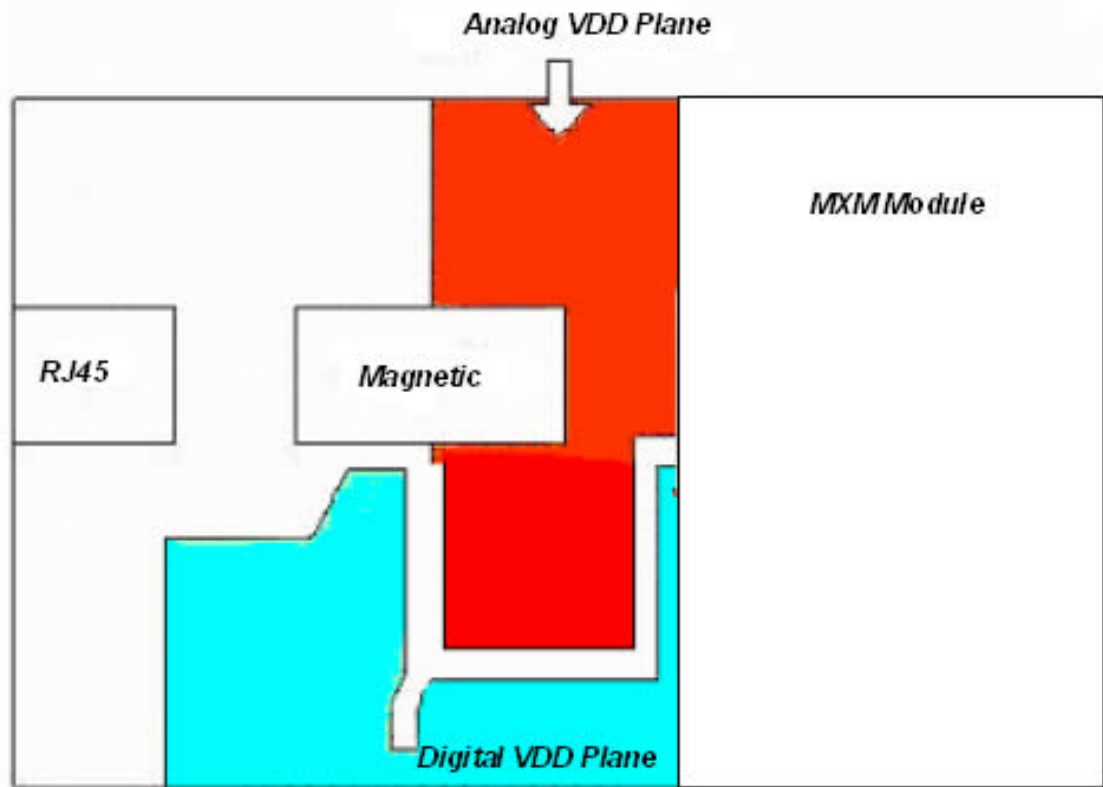 Analog VDD Plane
MXM Module
RJ45
Magnetic
Digital VDD Plane